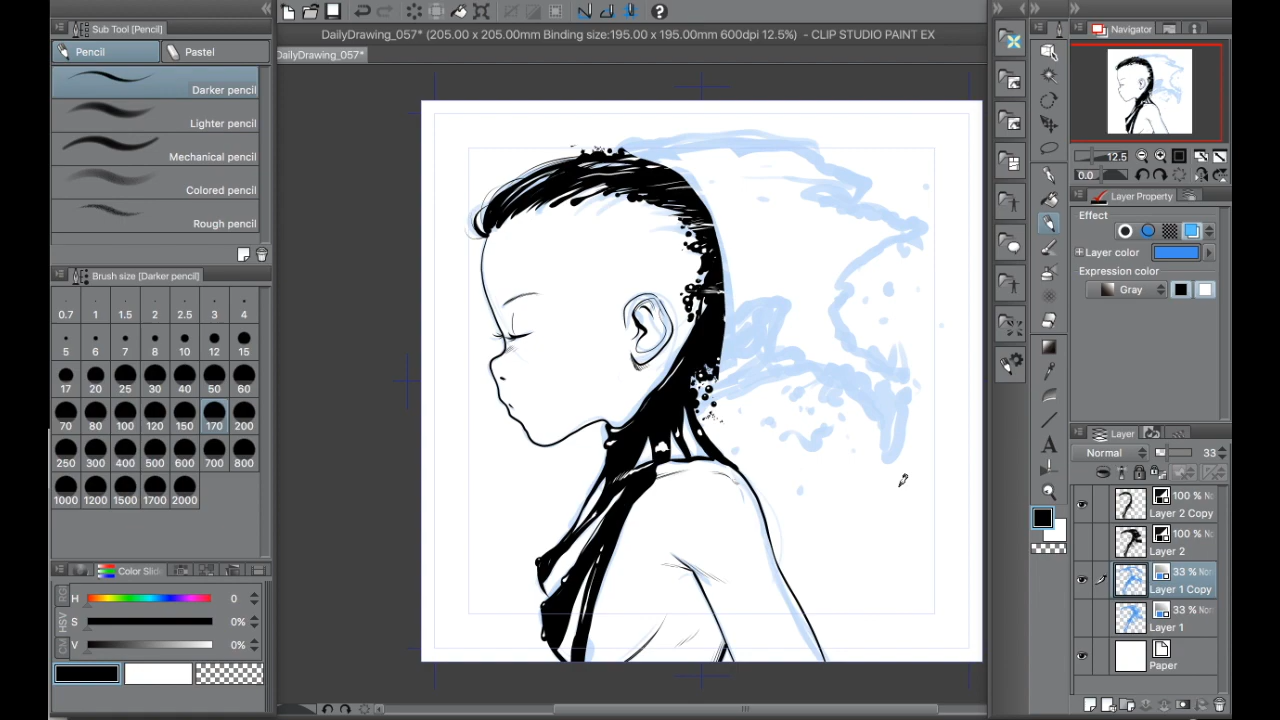 DailyDrawing_057* (205.00 x 205.00mm Binding size:195.00 x 195.00mm 600dpi 12.5%) - CLIP STUDIO PAINT EX
DailyDrawing_057*
Sub Tool [Pencil]
Pencil
Pastel
Darker pencil
Lighter pencil
Mechanical pencil
Colored pencil
Rough pencil
Brush size [Darker pencil]
0.7 1 1.5 2 2.5 3 4
5 6 7 8 10 12 15
17 20 25 30 40 50 60
70 80 100 120 150 170 200
250 300 400 500 600 700 800
1000 1200 1500 1700 2000
Color Slid
H 0
S 0%
V 0%
HSV
Navigator
12.5
0.0
Layer Property
Effect
Layer color
Expression color
Gray
Layer
Normal 33
100 % No
Layer 2 Copy
100 % No
Layer 2
33 % Nor
Layer 1 Copy
33 % Nor
Layer 1
Paper